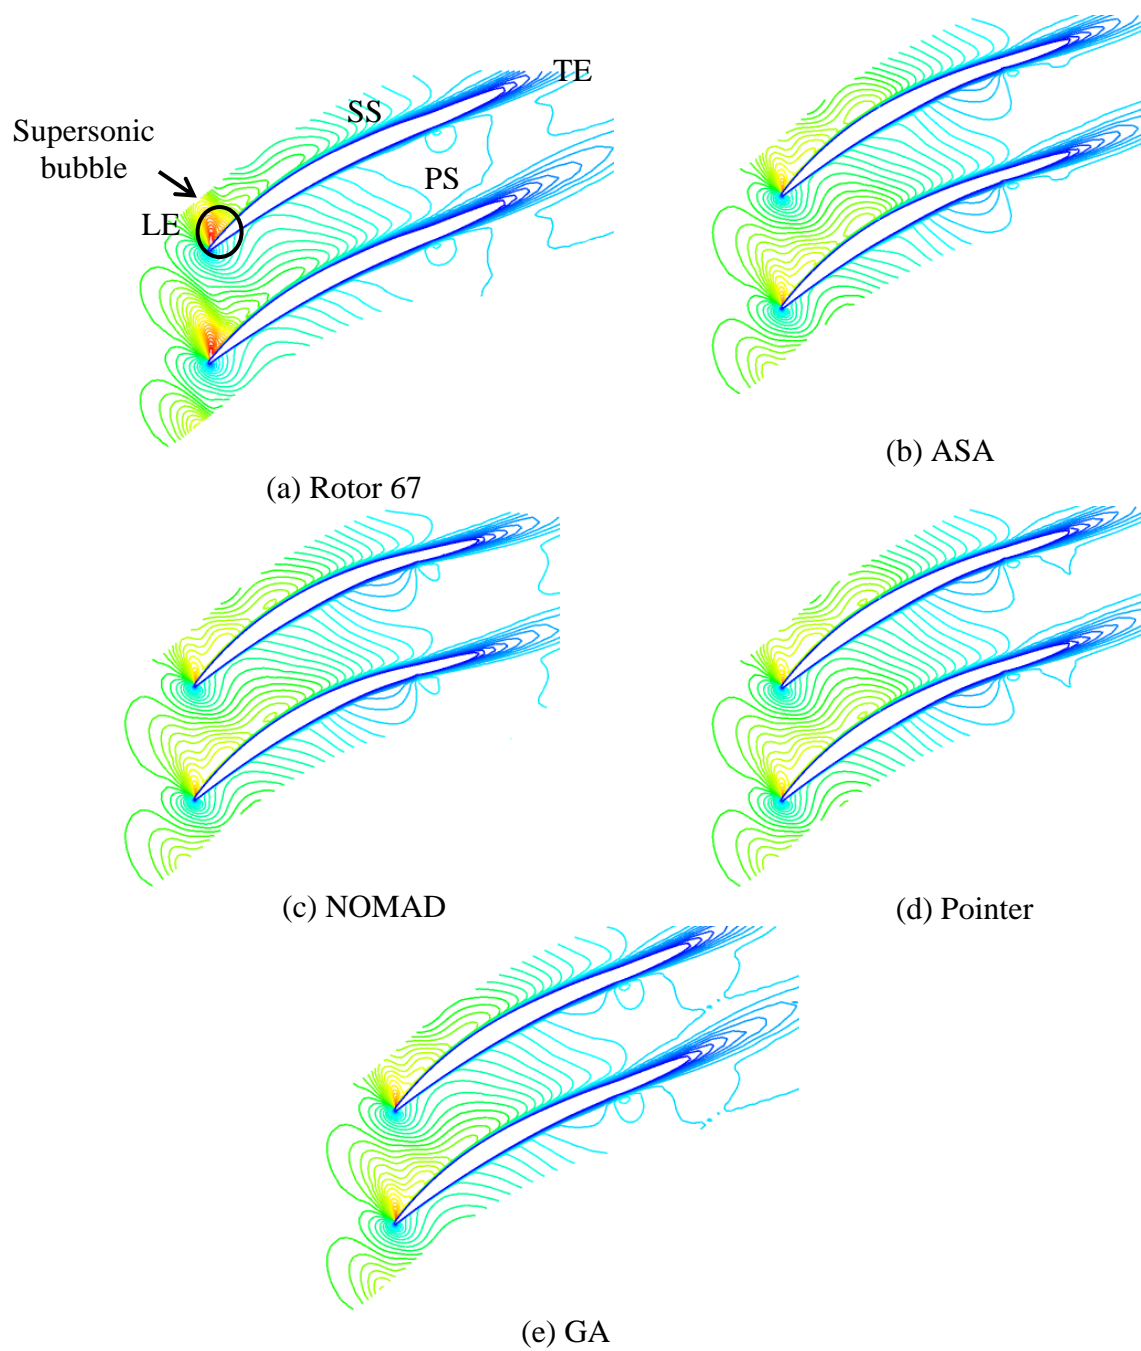 TE
SS
Supersonic
bubble
PS
LE
(a) Rotor 67
(b) ASA
(c) NOMAD
(d) Pointer
(e) GA